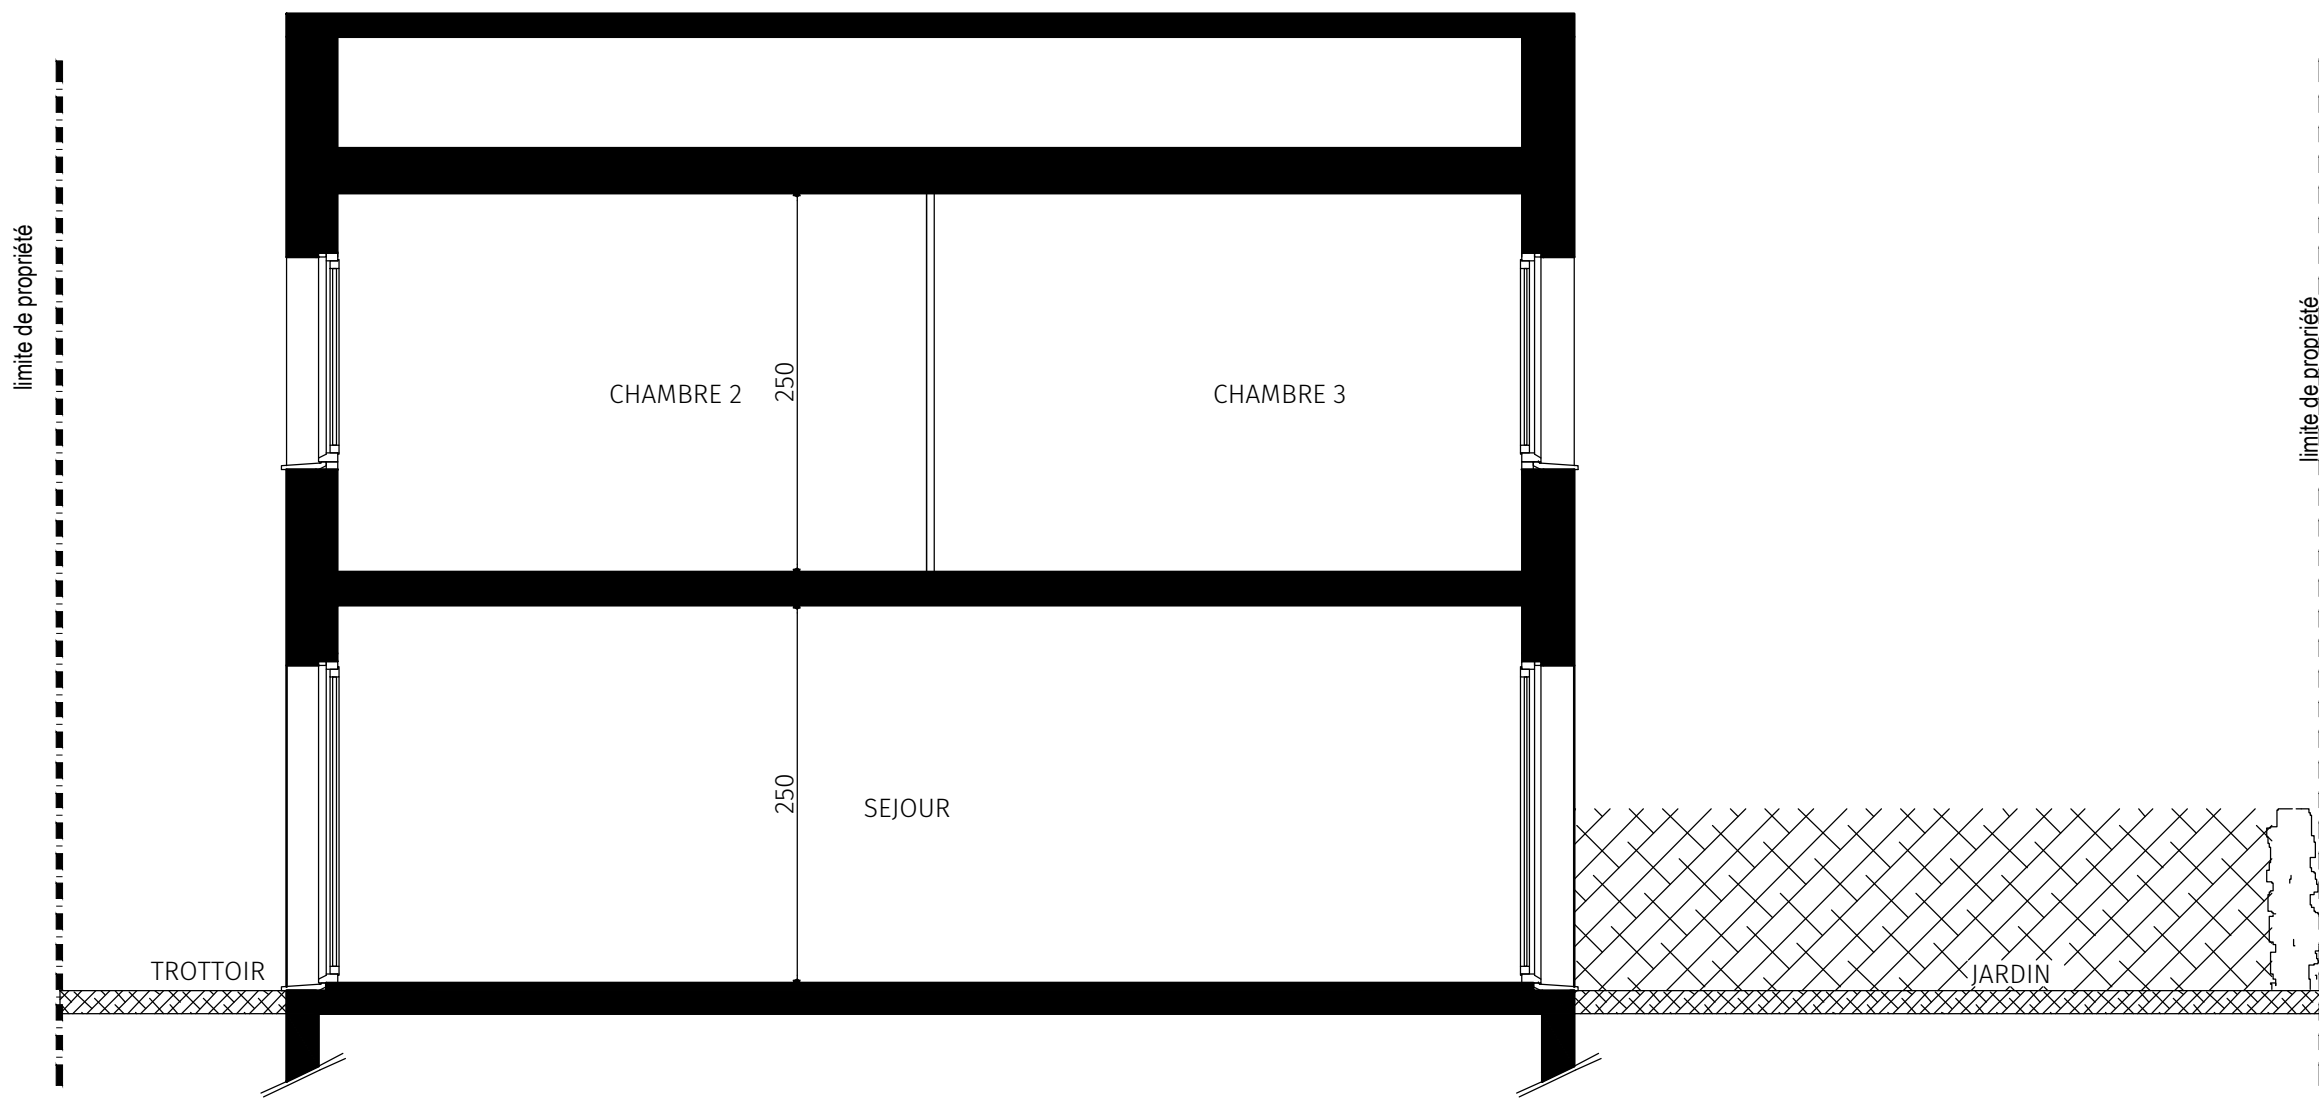 limite de propriété
limite de propriété
CHAMBRE 2
250
CHAMBRE 3
250
SEJOUR
TROTTOIR
JARDIN